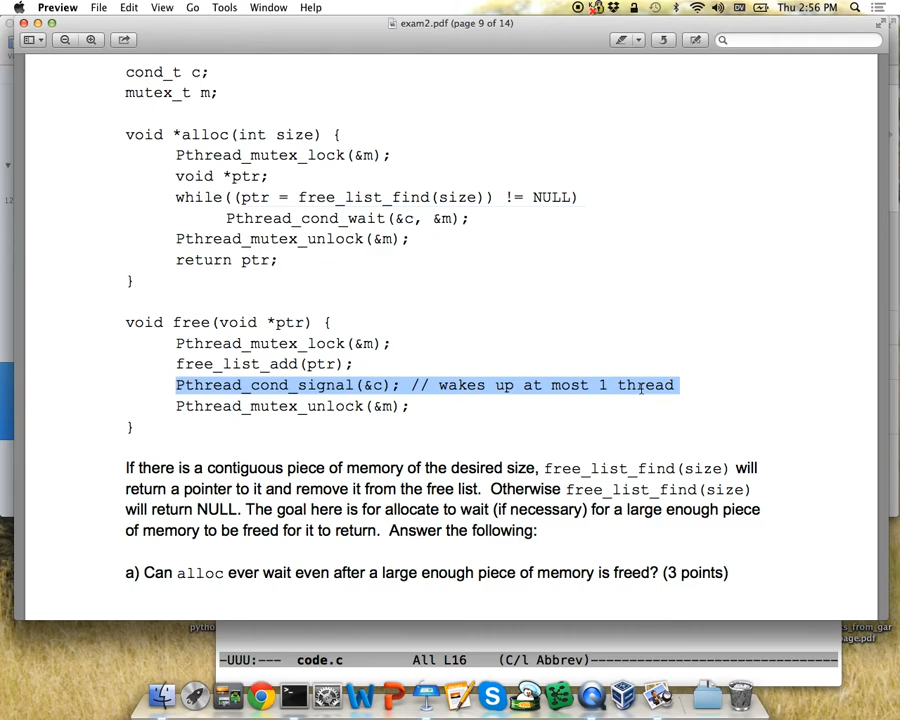 Preview File Edit View Go Tools Window Help Thu 2:56 PM
exam2.pdf (page 9 of 14)
cond_t c;
mutex_t m;
void *alloc(int size) {
Pthread_mutex_lock(&m);
void *ptr;
while((ptr = free_list_find(size)) != NULL)
Pthread_cond_wait(&c, &m);
Pthread_mutex_unlock(&m);
return ptr;
}
void free(void *ptr) {
Pthread_mutex_lock(&m);
free_list_add(ptr);
Pthread_cond_signal(&c); // wakes up at most 1 thread
Pthread_mutex_unlock(&m);
}
If there is a contiguous piece of memory of the desired size, free_list_find(size) will
return a pointer to it and remove it from the free list. Otherwise free_list_find(size)
will return NULL. The goal here is for allocate to wait (if necessary) for a large enough piece
of memory to be freed for it to return. Answer the following:
a) Can alloc ever wait even after a large enough piece of memory is freed? (3 points)
-UUU:--- code.c All L16 (C/l Abbrev)